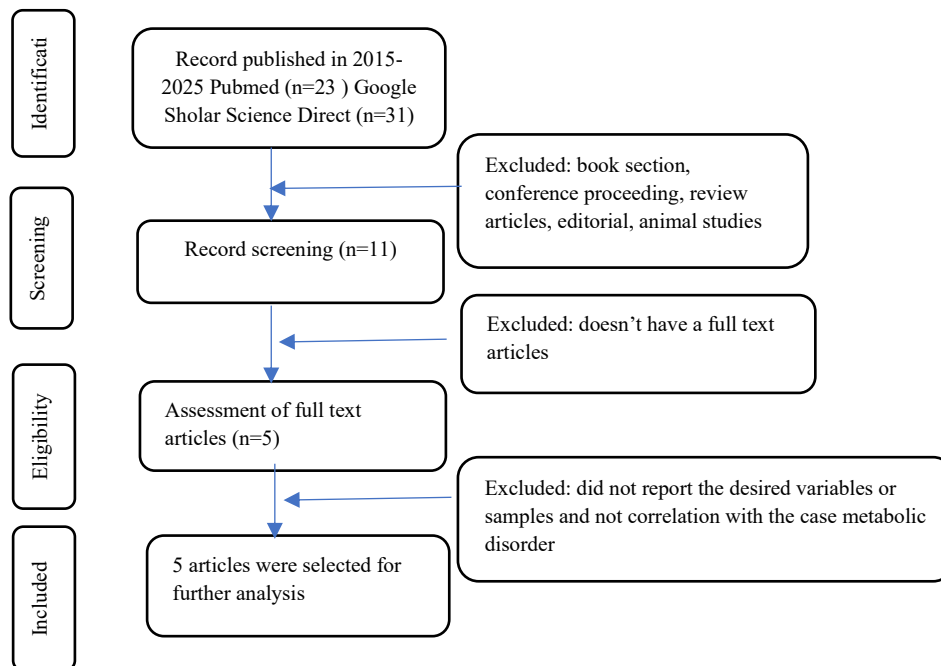 Identificati
Record published in 2015-
2025 Pubmed (n=23 ) Google
Sholar Science Direct (n=31)
Excluded: book section,
conference proceeding, review
articles, editorial, animal studies
Screening
Record screening (n=11)
Excluded: doesn’t have a full text
articles
Eligibility
Assessment of full text
articles (n=5)
Excluded: did not report the desired variables or
samples and not correlation with the case metabolic
disorder
Included
5 articles were selected for
further analysis